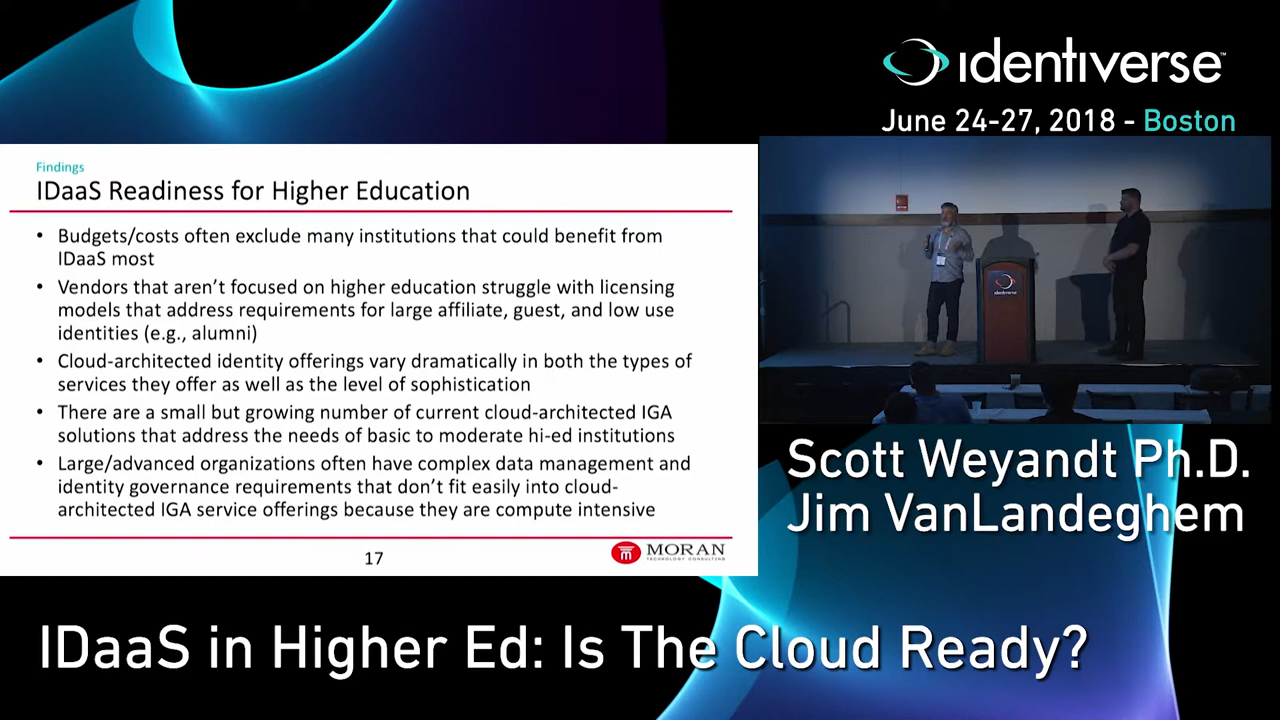 identiverse™
June 24-27, 2018 - Boston
Findings
IDaaS Readiness for Higher Education
• Budgets/costs often exclude many institutions that could benefit from
IDaaS most
• Vendors that aren't focused on higher education struggle with licensing
models that address requirements for large affiliate, guest, and low use
identities (e.g., alumni)
• Cloud-architected identity offerings vary dramatically in both the types of
services they offer as well as the level of sophistication
• There are a small but growing number of current cloud-architected IGA
solutions that address the needs of basic to moderate hi-ed institutions
• Large/advanced organizations often have complex data management and
identity governance requirements that don't fit easily into cloud-
architected IGA service offerings because they are compute intensive
17
MORAN
TECHNOLOGY CONSULTING
identiverse
Scott Weyandt Ph.D.
Jim VanLandeghem
IDaaS in Higher Ed: Is The Cloud Ready?